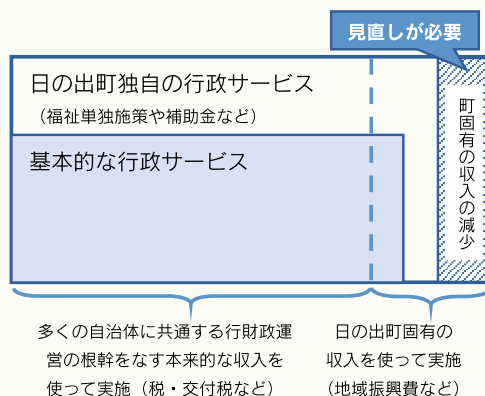 見直しが必要
日の出町独自の行政サービス
（福祉単独施策や補助金など）
基本的な行政サービス
町固有の収入の減少
多くの自治体に共通する行財政運
営の根幹をなす本来的な収入を
使って実施（税・交付税など）
日の出町固有の
収入を使って実施
（地域振興費など）